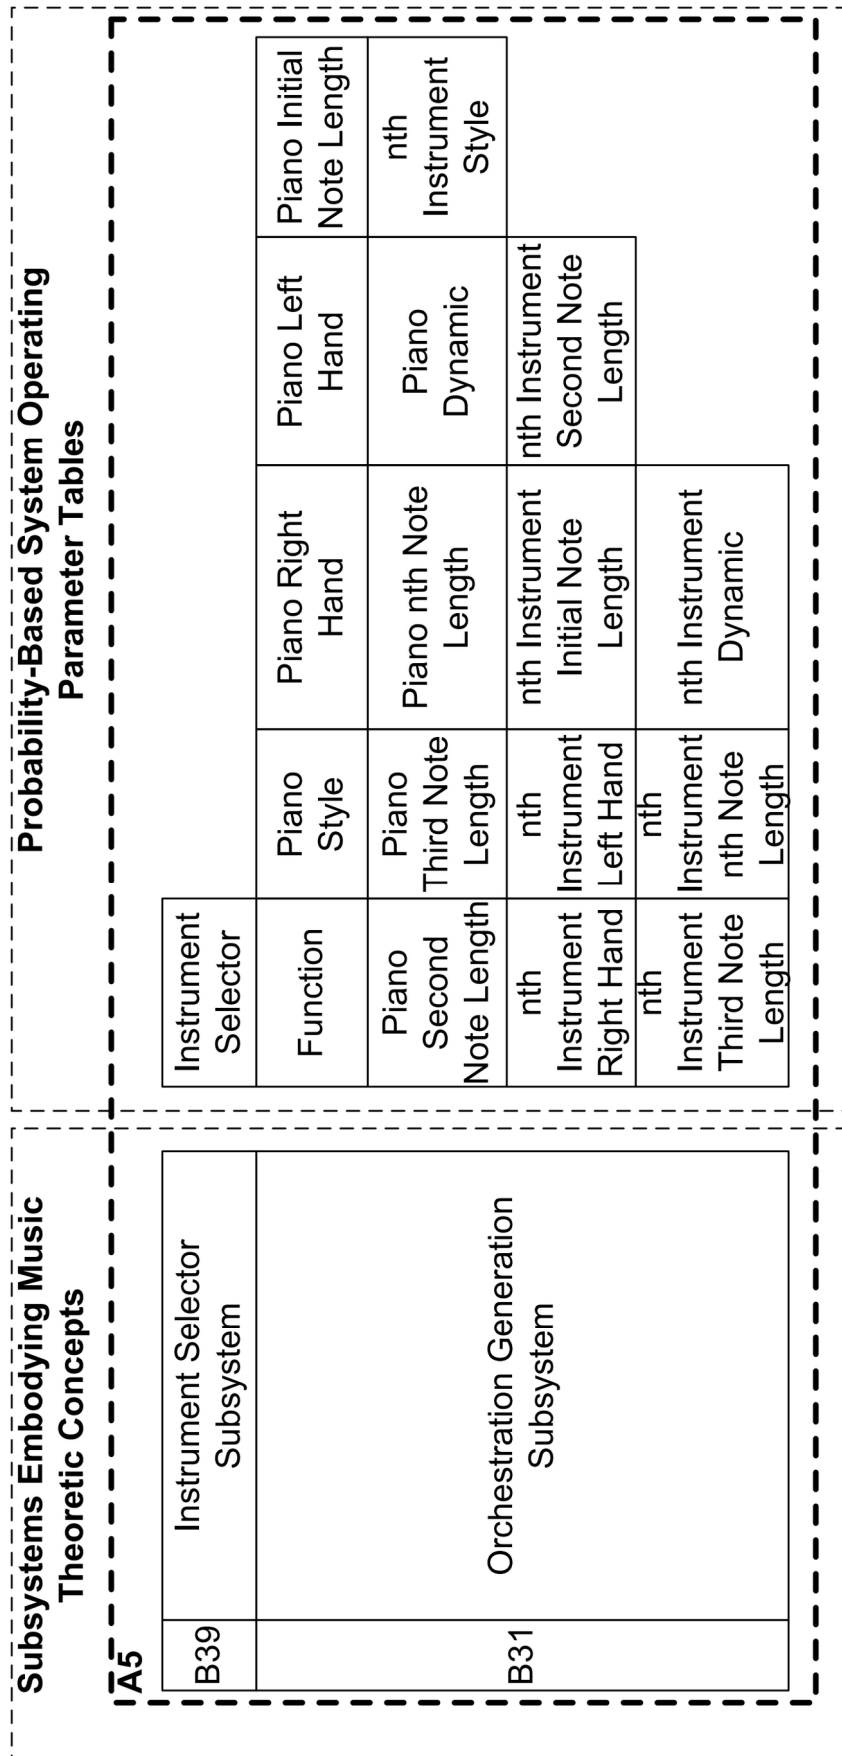 Subsystems Embodying Music
Theoretic Concepts
Probability-Based System Operating
Parameter Tables
A5
B39
Instrument Selector
Subsystem
Instrument
Selector
B31
Orchestration Generation
Subsystem
Function
Piano
Style
Piano Right
Hand
Piano Left
Hand
Piano Initial
Note Length
Piano
Second
Note Length
Piano
Third Note
Length
Piano nth Note
Length
Piano
Dynamic
nth
Instrument
Style
nth
Instrument
Right Hand
nth
Instrument
Left Hand
nth Instrument
Initial Note
Length
nth Instrument
Second Note
Length
nth
Instrument
Third Note
Length
nth
Instrument
nth Note
Length
nth Instrument
Dynamic